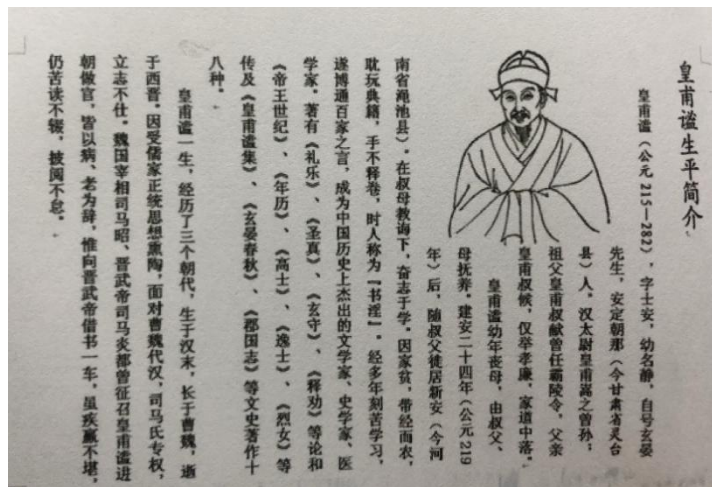 皇甫谧生平简介
皇甫谧（公元215—282），字士安，幼名静，自号玄晏
先生，安定朝那（今甘肃省灵台
县）人。汉太尉皇甫嵩之曾孙；
祖父皇甫叔献曾任霸陵令，父亲
皇甫叔候，仅举孝廉，家道中落。
皇甫谧幼年丧母，由叔父、
母抚养。建安二十四年（公元219
年）后，随叔父徒居新安（今河
南省渑池县）。在叔母教诲下，奋志于学。因家贫，带经而农，
耽玩典籍，手不释卷，时人称为“书淫”。经多年刻苦学习，
遂博通百家之言，成为中国历史上杰出的文学家、史学家、医
学家。著有《礼乐》、《圣真》、《玄守》、《释劝》等论和
《帝王世纪》、《年历》、《高士》、《逸士》、《烈女》等
传及《皇甫谧集》、《玄晏春秋》、《郡国志》等文史著作十
八种。
皇甫谧一生，经历了三个朝代，生于汉末，长于曹魏，逝
于西晋。因受儒家正统思想熏陶，面对曹魏代汉，司马氏专权，
立志不仕。魏国宰相司马昭、晋武帝司马炎都曾征召皇甫谧进
朝做官，皆以病、老为辞，惟向晋武帝借书一车，虽疾羸不堪，
仍苦读不辍，披阅不怠。